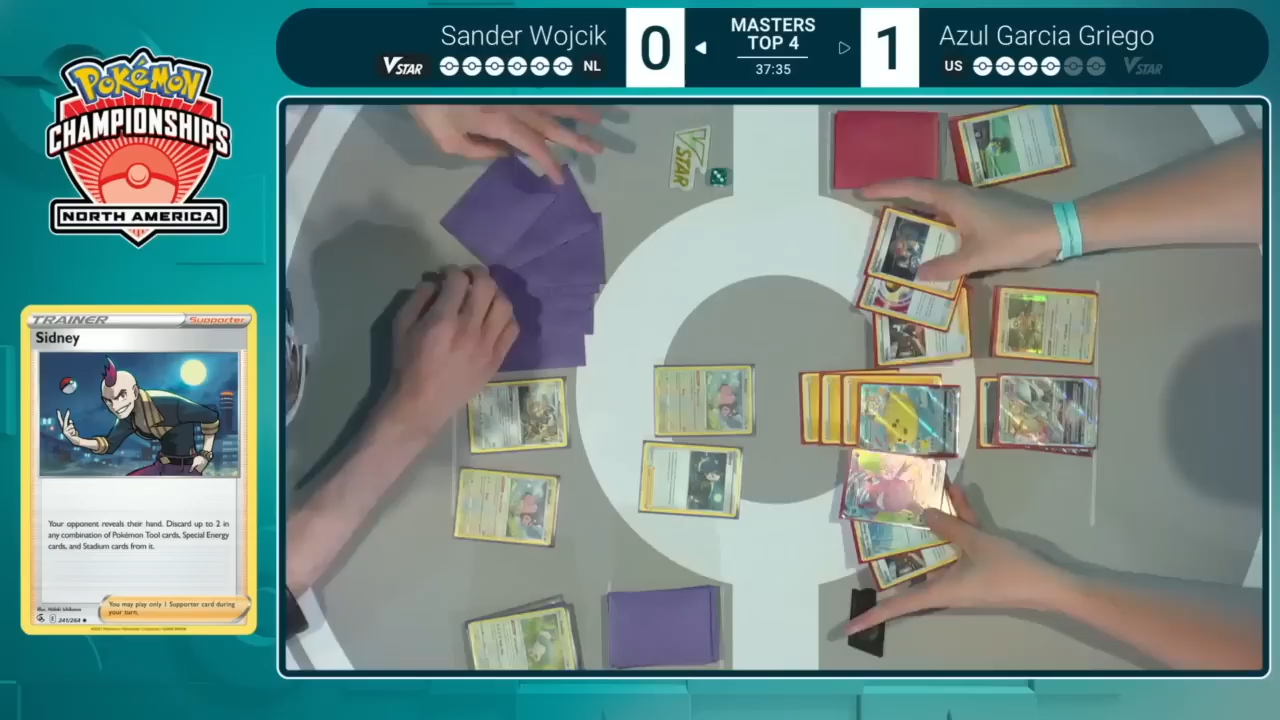 Sander Wojcik
0
MASTERS
TOP 4
37:35
1
Azul Garcia Griego
VSTAR
NL
US
VSTAR
Pokémon
CHAMPIONSHIPS
NORTH AMERICA
VSTAR
TRAINER
Supporter
Sidney
Your opponent reveals their hand. Discard up to 2 in
any combination of Pokémon Tool cards, Special Energy
cards, and Stadium cards from it.
You may play only 1 Supporter card during
your turn.
241/264